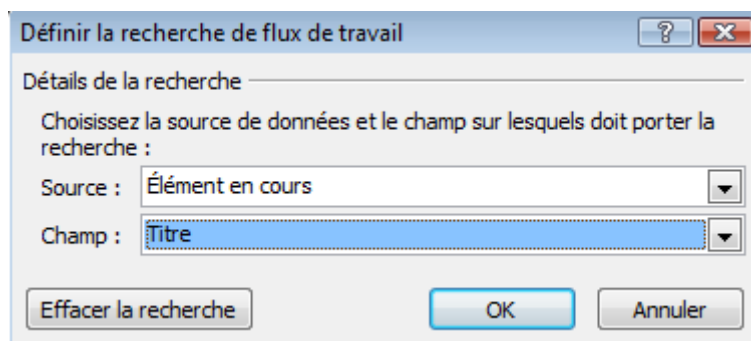 Définir la recherche de flux de travail
Détails de la recherche
Choisissez la source de données et le champ sur lesquels doit porter la
recherche :
Source : Élément en cours
Champ : Titre
Effacer la recherche OK Annuler